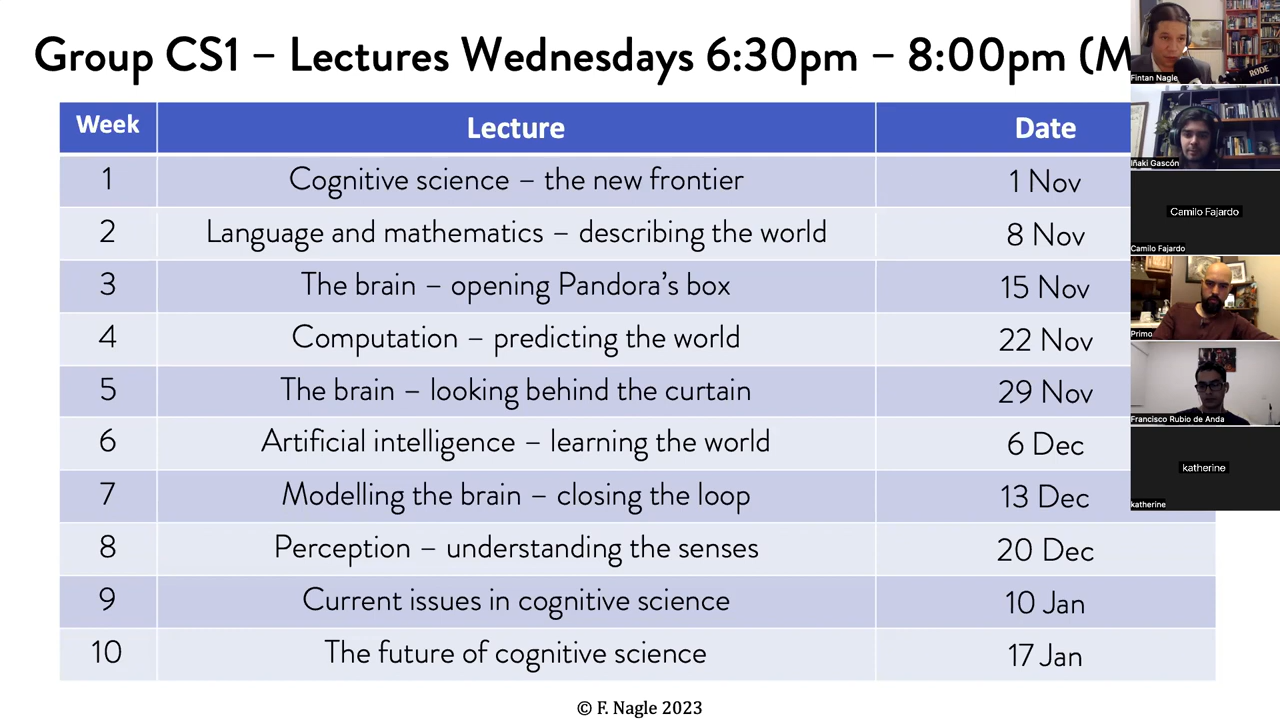 Group CS1 – Lectures Wednesdays 6:30pm – 8:00pm (M
Week Lecture Date
1 Cognitive science – the new frontier 1 Nov
2 Language and mathematics – describing the world 8 Nov
3 The brain – opening Pandora's box 15 Nov
4 Computation – predicting the world 22 Nov
5 The brain – looking behind the curtain 29 Nov
6 Artificial intelligence – learning the world 6 Dec
7 Modelling the brain – closing the loop 13 Dec
8 Perception – understanding the senses 20 Dec
9 Current issues in cognitive science 10 Jan
10 The future of cognitive science 17 Jan
© F. Nagle 2023
Fintan Nagle
RØDE
Iñaki Gascón
Camilo Fajardo
Camilo Fajardo
Primo
Francisco Rubio de Anda
katherine
katherine